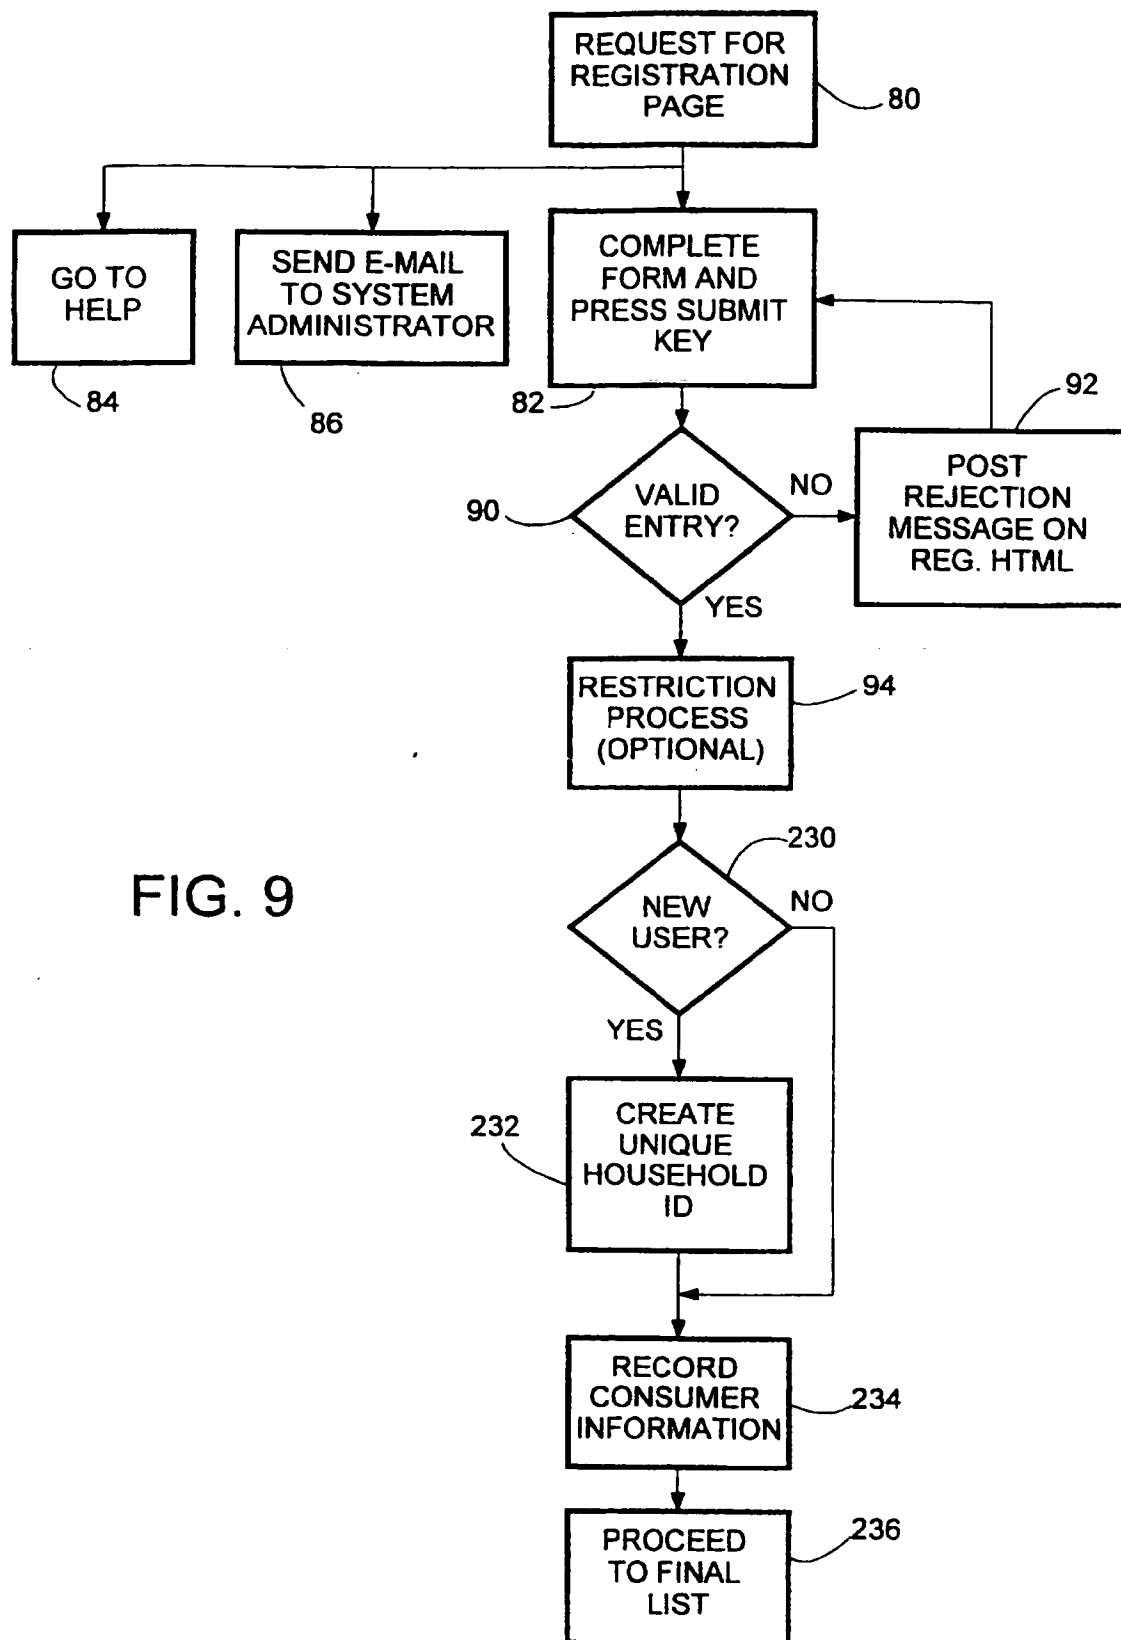 REQUEST FOR
REGISTRATION
PAGE
80
GO TO
HELP
84
SEND E-MAIL
TO SYSTEM
ADMINISTRATOR
86
COMPLETE
FORM AND
PRESS SUBMIT
KEY
82
92
POST
REJECTION
MESSAGE ON
REG. HTML
90
VALID
ENTRY?
NO
YES
RESTRICTION
PROCESS
(OPTIONAL)
94
FIG. 9
230
NEW
USER?
NO
YES
232
CREATE
UNIQUE
HOUSEHOLD
ID
RECORD
CONSUMER
INFORMATION
234
PROCEED
TO FINAL
LIST
236